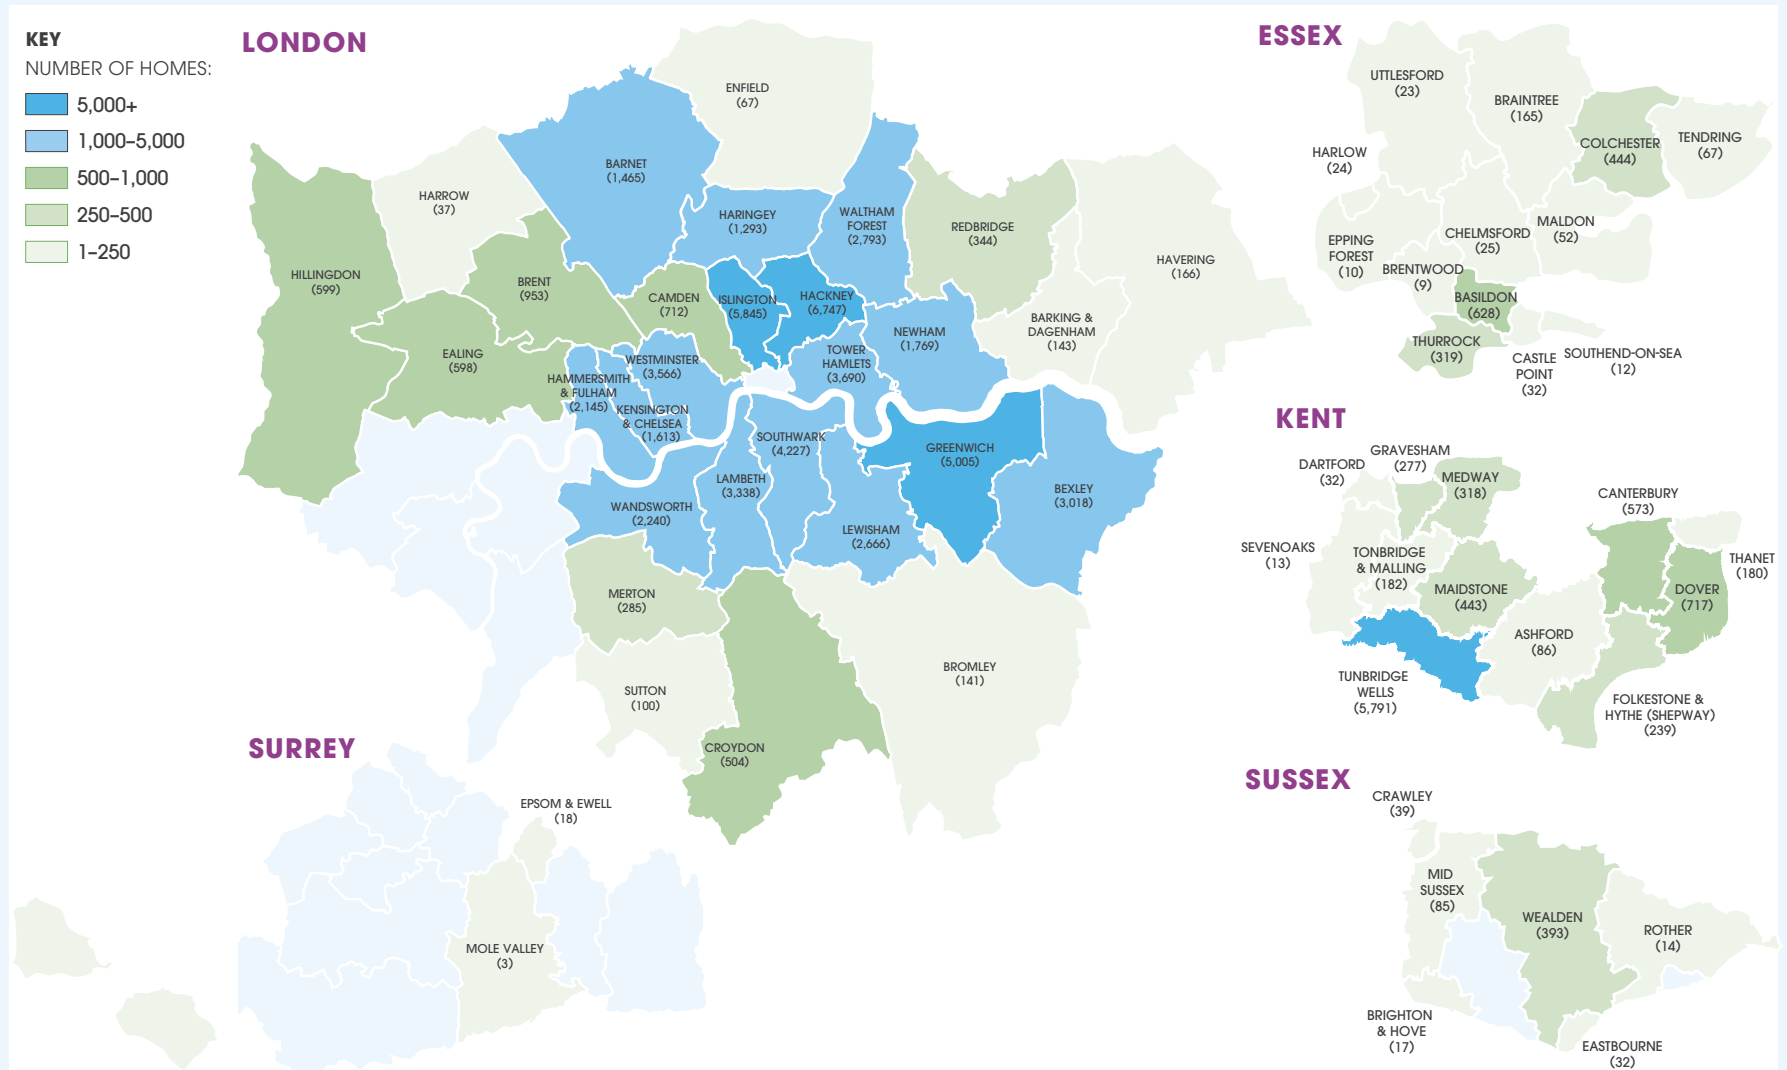 KEY
NUMBER OF HOMES:
5,000+
1,000–5,000
500–1,000
250–500
1–250
LONDON
ENFIELD
(67)
BARNET
(1,465)
HARROW
(37)
HARINGEY
(1,293)
WALTHAM
FOREST
(2,793)
REDBRIDGE
(344)
HAVERING
(166)
HILLINGDON
(599)
BRENT
(953)
CAMDEN
(712)
ISLINGTON
(5,845)
HACKNEY
(6,747)
NEWHAM
(1,769)
BARKING &
DAGENHAM
(143)
EALING
(598)
HAMMERSMITH
& FULHAM
(2,145)
WESTMINSTER
(3,566)
KENSINGTON
& CHELSEA
(1,613)
TOWER
HAMLETS
(3,690)
SOUTHWARK
(4,227)
GREENWICH
(5,005)
LAMBETH
(3,338)
BEXLEY
(3,018)
WANDSWORTH
(2,240)
LEWISHAM
(2,666)
MERTON
(285)
BROMLEY
(141)
SUTTON
(100)
CROYDON
(504)
SURREY
EPSOM & EWELL
(18)
MOLE VALLEY
(3)
ESSEX
UTTLESFORD
(23)
BRAINTREE
(165)
COLCHESTER
(444)
TENDRING
(67)
HARLOW
(24)
EPPING
FOREST
(10)
CHELMSFORD
(25)
MALDON
(52)
BRENTWOOD
(9)
BASILDON
(628)
THURROCK
(319)
CASTLE
POINT
(32)
SOUTHEND-ON-SEA
(12)
KENT
DARTFORD
(32)
GRAVESHAM
(277)
MEDWAY
(318)
CANTERBURY
(573)
SEVENOAKS
(13)
TONBRIDGE
& MALLING
(182)
MAIDSTONE
(443)
THANET
(180)
DOVER
(717)
ASHFORD
(86)
TUNBRIDGE
WELLS
(5,791)
FOLKESTONE &
HYTHE (SHEPWAY)
(239)
SUSSEX
CRAWLEY
(39)
MID
SUSSEX
(85)
WEALDEN
(393)
ROTHER
(14)
BRIGHTON
& HOVE
(17)
EASTBOURNE
(32)